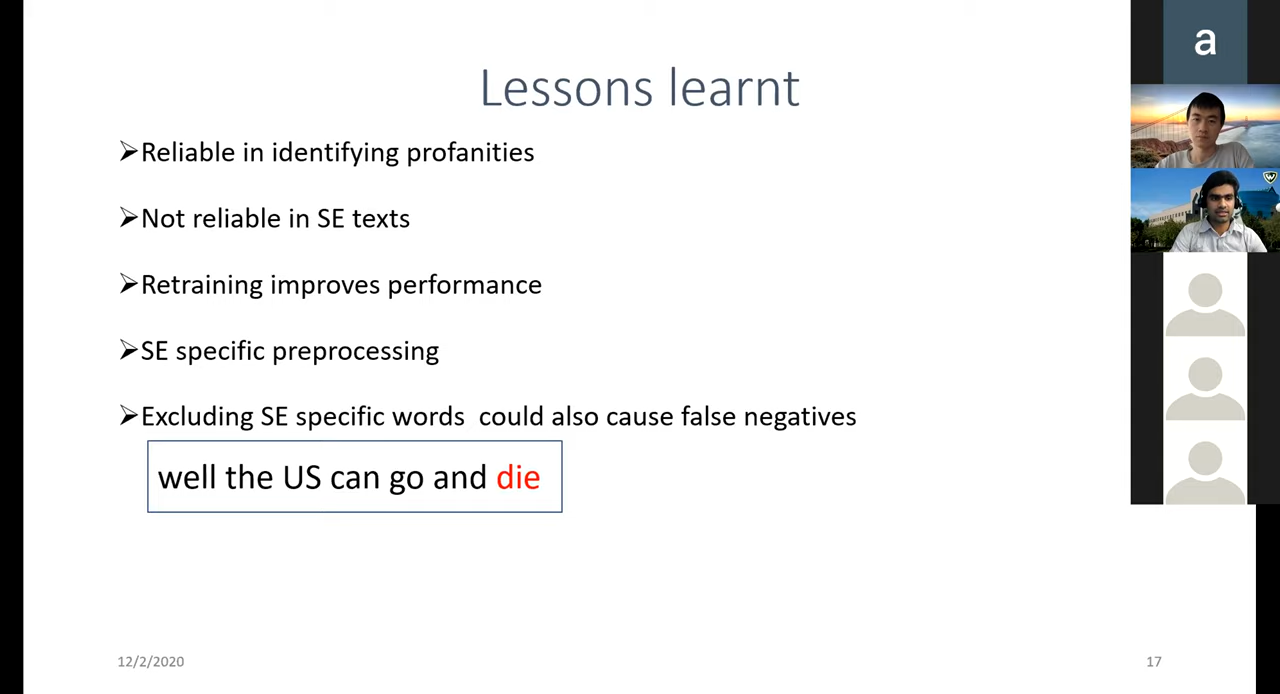 Lessons learnt
➢Reliable in identifying profanities
➢Not reliable in SE texts
➢Retraining improves performance
➢SE specific preprocessing
➢Excluding SE specific words  could also cause false negatives
well the US can go and die
12/2/2020
17
a
W